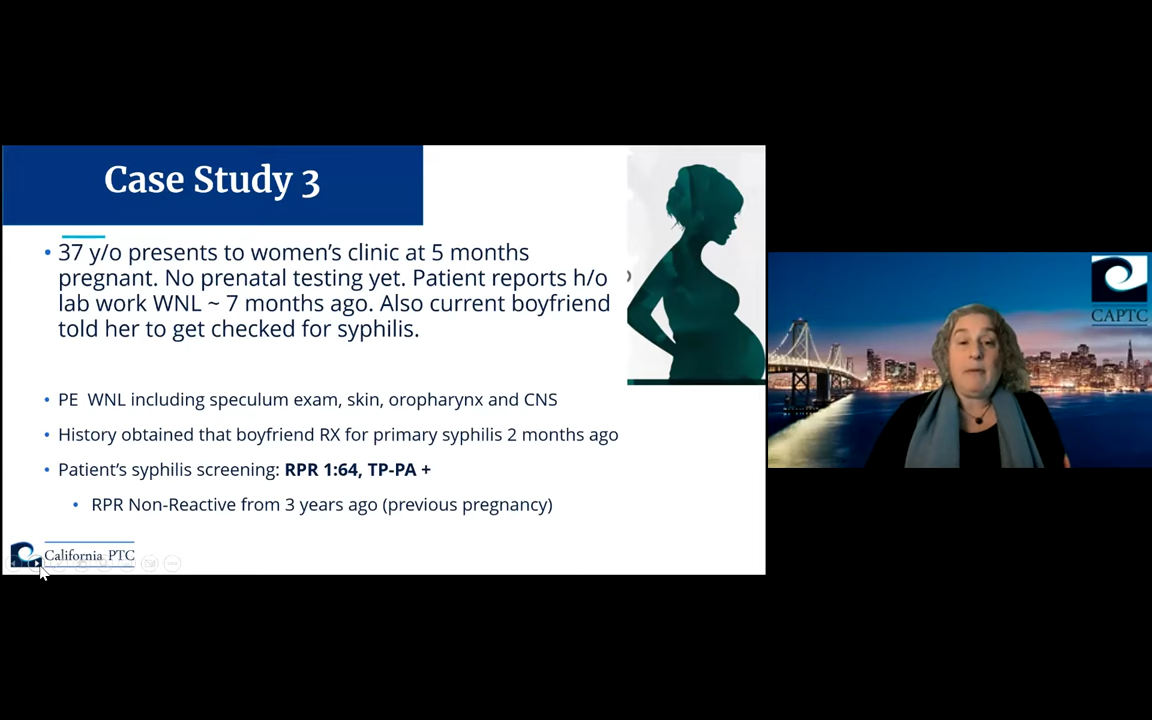 Case Study 3
• 37 y/o presents to women's clinic at 5 months
pregnant. No prenatal testing yet. Patient reports h/o
lab work WNL ~ 7 months ago. Also current boyfriend
told her to get checked for syphilis.
• PE WNL including speculum exam, skin, oropharynx and CNS
• History obtained that boyfriend RX for primary syphilis 2 months ago
• Patient's syphilis screening: RPR 1:64, TP-PA +
• RPR Non-Reactive from 3 years ago (previous pregnancy)
California PTC
CAPTC